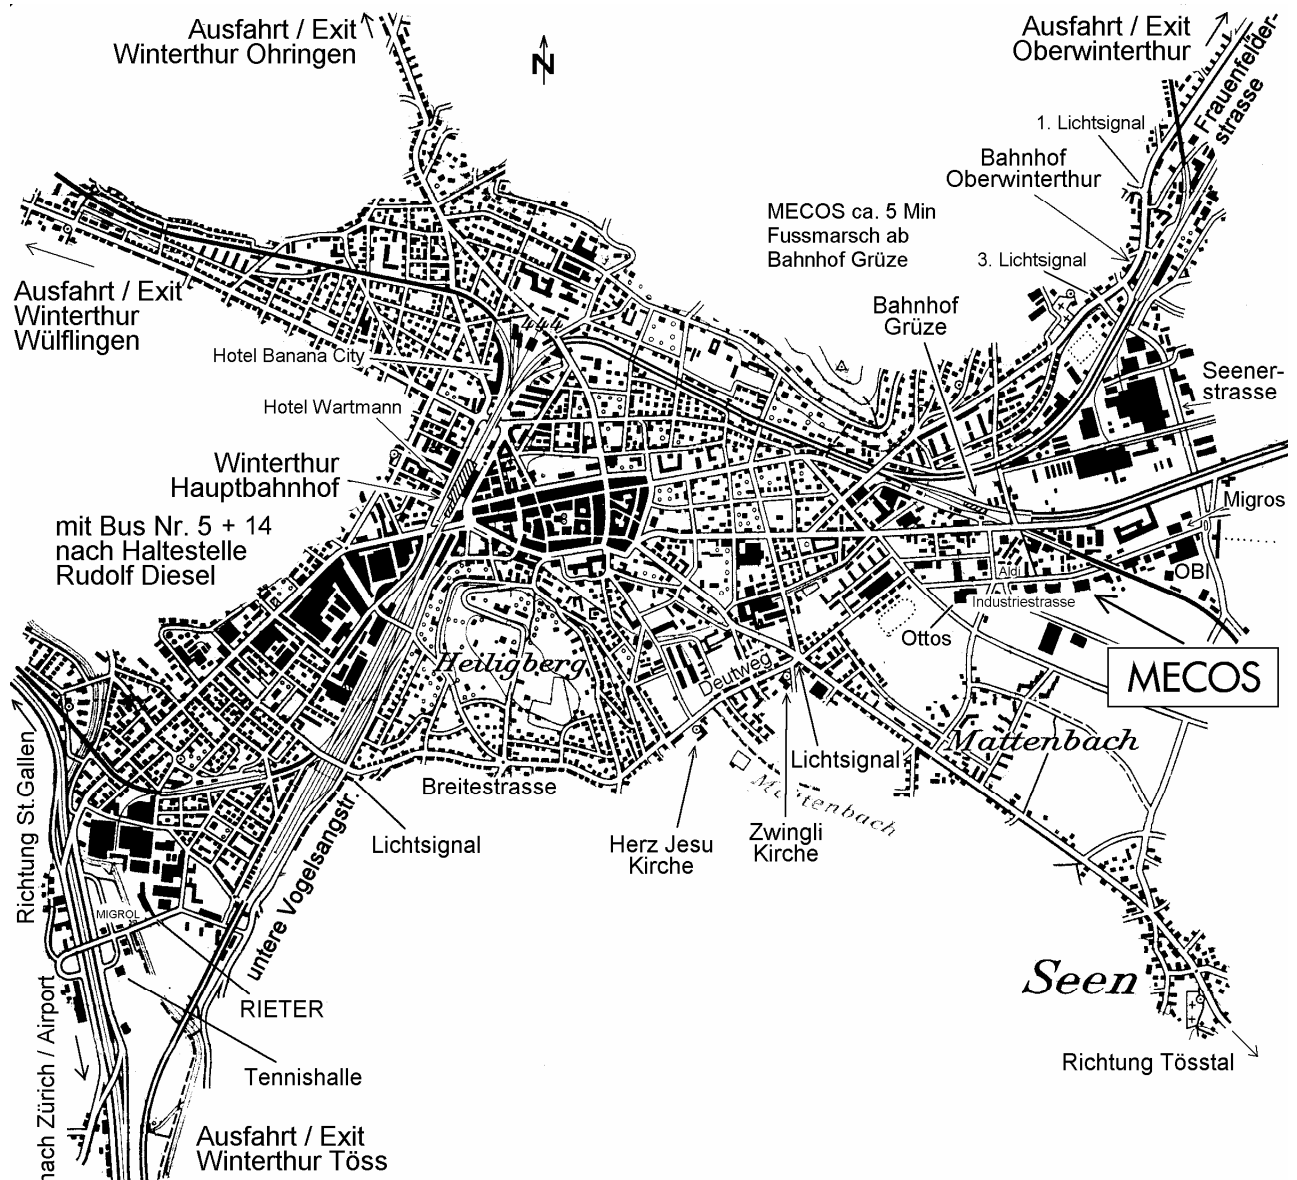 Ausfahrt / Exit
Winterthur Ohringen
N
Ausfahrt / Exit
Oberwinterthur
Frauenfelder-
strasse
1. Lichtsignal
Bahnhof
Oberwinterthur
MECOS ca. 5 Min
Fussmarsch ab
Bahnhof Grüze
3. Lichtsignal
Ausfahrt / Exit
Winterthur
Wülflingen
Bahnhof
Grüze
444
Hotel Banana City
Seener-
strasse
Hotel Wartmann
Winterthur
Hauptbahnhof
Migros
mit Bus Nr. 5 + 14
nach Haltestelle
Rudolf Diesel
Aldi
OBI
Industriestrasse
Ottos
Heiligberg
Deutweg
MECOS
Mattenbach
Richtung St.Gallen
Lichtsignal
Breitestrasse
Mattenbach
Lichtsignal
Herz Jesu
Kirche
Zwingli
Kirche
untere Vogelsangstr.
MIGROL
Seen
RIETER
nach Zürich / Airport
Richtung Tösstal
Tennishalle
Ausfahrt / Exit
Winterthur Töss